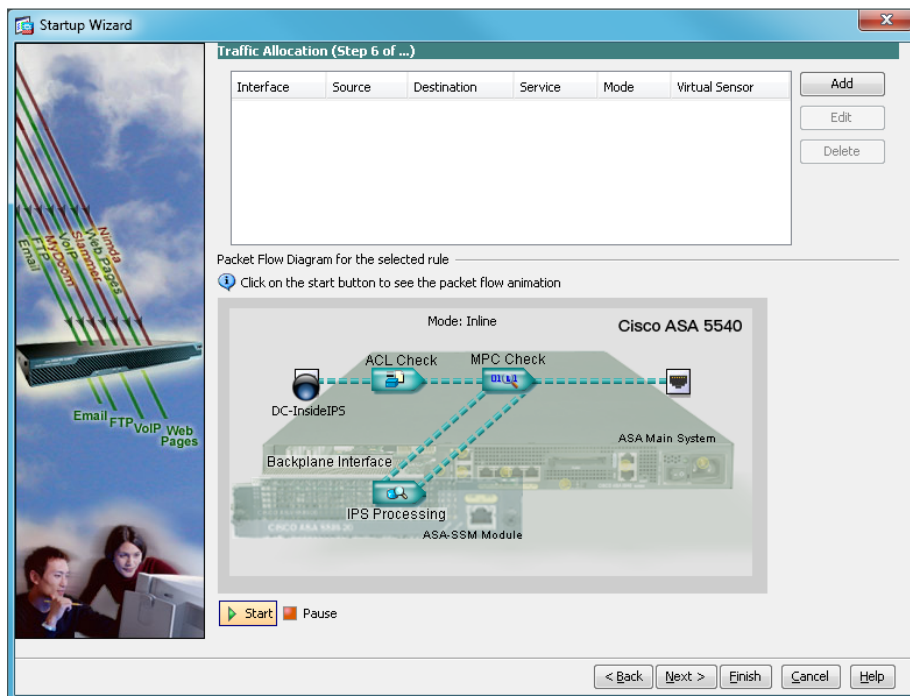 Startup Wizard
Traffic Allocation (Step 6 of ...)
Interface Source Destination Service Mode Virtual Sensor
Add
Edit
Delete
Packet Flow Diagram for the selected rule
Click on the start button to see the packet flow animation
Mode: Inline
Cisco ASA 5540
ACL Check
MPC Check
DC-InsideIPS
ASA Main System
Backplane Interface
IPS Processing
ASA-SSM Module
Nimda
Web Pages
Slammer
VoIP
MyDoom
FTP
Email
Email
FTP
VoIP
Web
Pages
Start
Pause
< Back
Next >
Finish
Cancel
Help